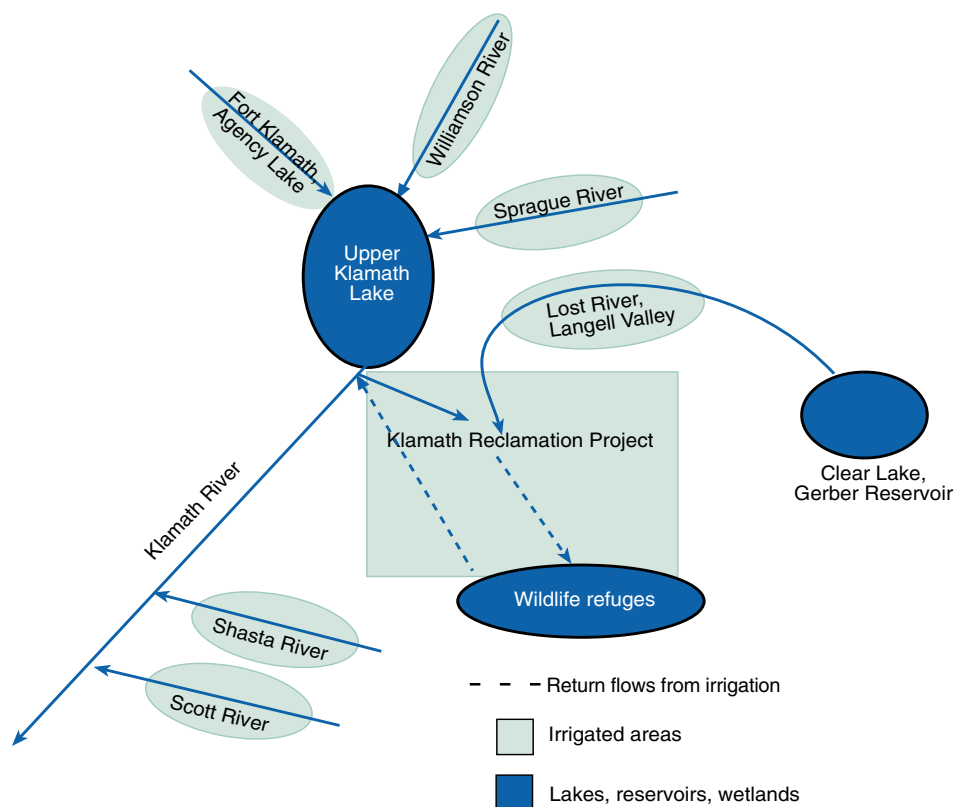 Williamson River
Fort Klamath,
Agency Lake
Sprague River
Upper
Klamath
Lake
Lost River,
Langell Valley
Klamath Reclamation Project
Clear Lake,
Gerber Reservoir
Klamath River
Wildlife refuges
Shasta River
Scott River
Return flows from irrigation
Irrigated areas
Lakes, reservoirs, wetlands